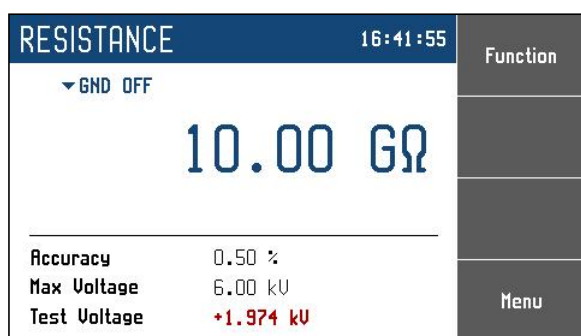 RESISTANCE 16:41:55
Function
GND OFF
10.00 GΩ
Accuracy 0.50 %
Max Voltage 6.00 kV
Test Voltage +1.974 kV
Menu